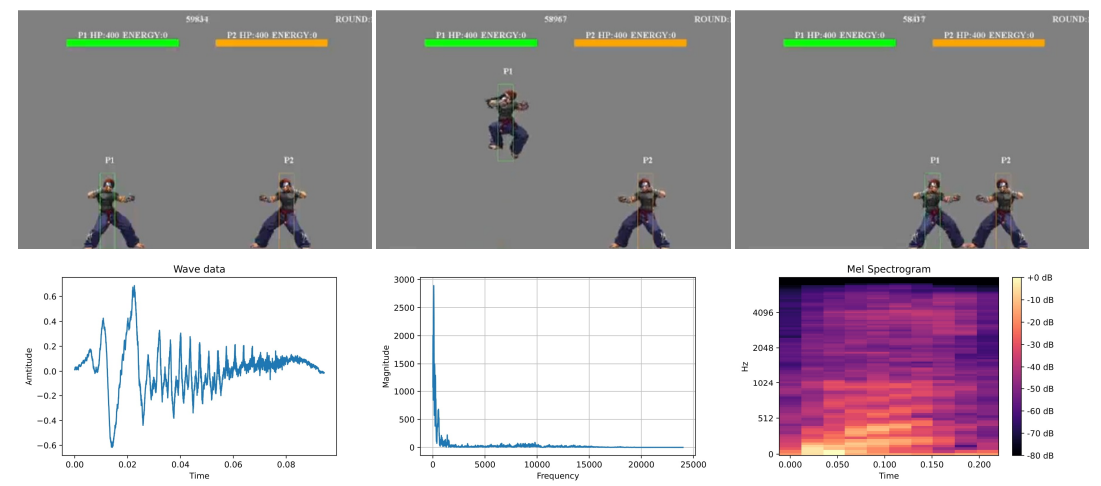 59834
ROUND:
P1 HP:400 ENERGY:0
P2 HP:400 ENERGY:0
P1
P2
58967
ROUND:
P1 HP:400 ENERGY:0
P2 HP:400 ENERGY:0
P1
P2
58437
ROUND:
P1 HP:400 ENERGY:0
P2 HP:400 ENERGY:0
P1
P2
Wave data
Amtitude
0.6
0.4
0.2
0.0
−0.2
−0.4
−0.6
0.00 0.02 0.04 0.06 0.08
Time
Magnitude
3000
2500
2000
1500
1000
500
0
0 5000 10000 15000 20000 25000
Frequency
Mel Spectrogram
Hz
4096
2048
1024
512
0
0.000 0.050 0.100 0.150 0.200
Time
+0 dB
-10 dB
-20 dB
-30 dB
-40 dB
-50 dB
-60 dB
-70 dB
-80 dB